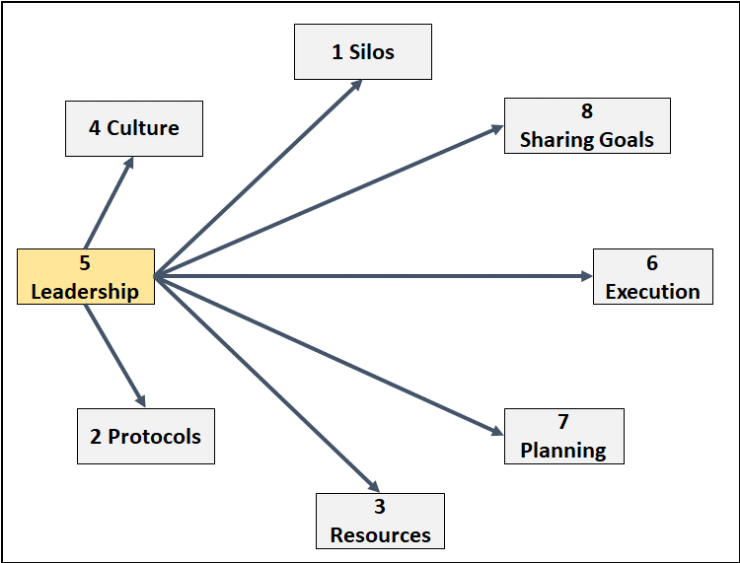 1 Silos
4 Culture
8
Sharing Goals
5
Leadership
6
Execution
2 Protocols
7
Planning
3
Resources